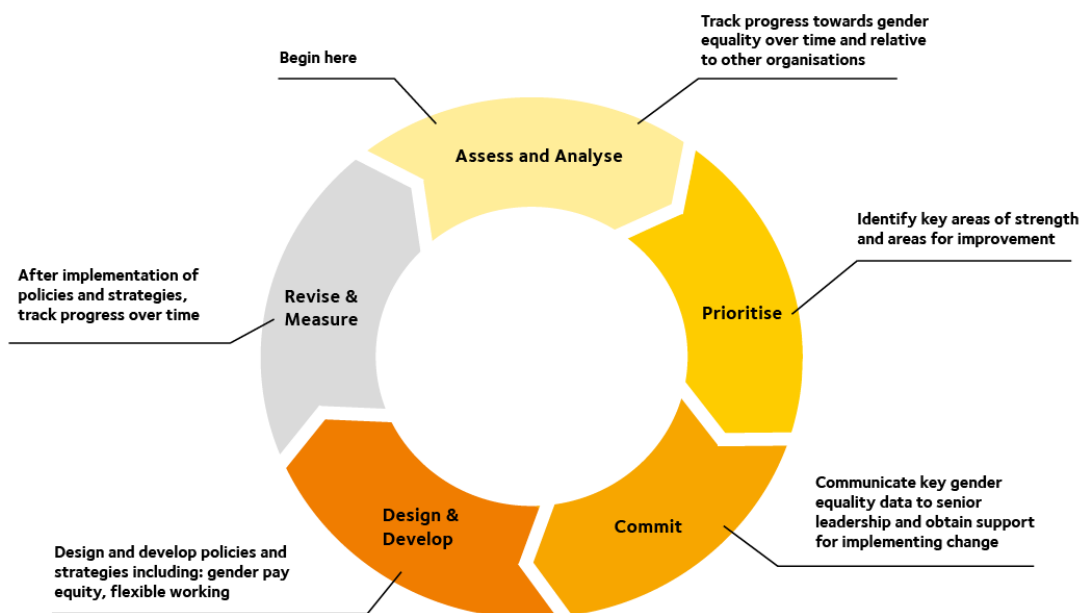 Begin here
Track progress towards gender
equality over time and relative
to other organisations
Assess and Analyse
Identify key areas of strength
and areas for improvement
Prioritise
Communicate key gender
equality data to senior
leadership and obtain support
for implementing change
Commit
Design &
Develop
Design and develop policies and
strategies including: gender pay
equity, flexible working
Revise &
Measure
After implementation of
policies and strategies,
track progress over time